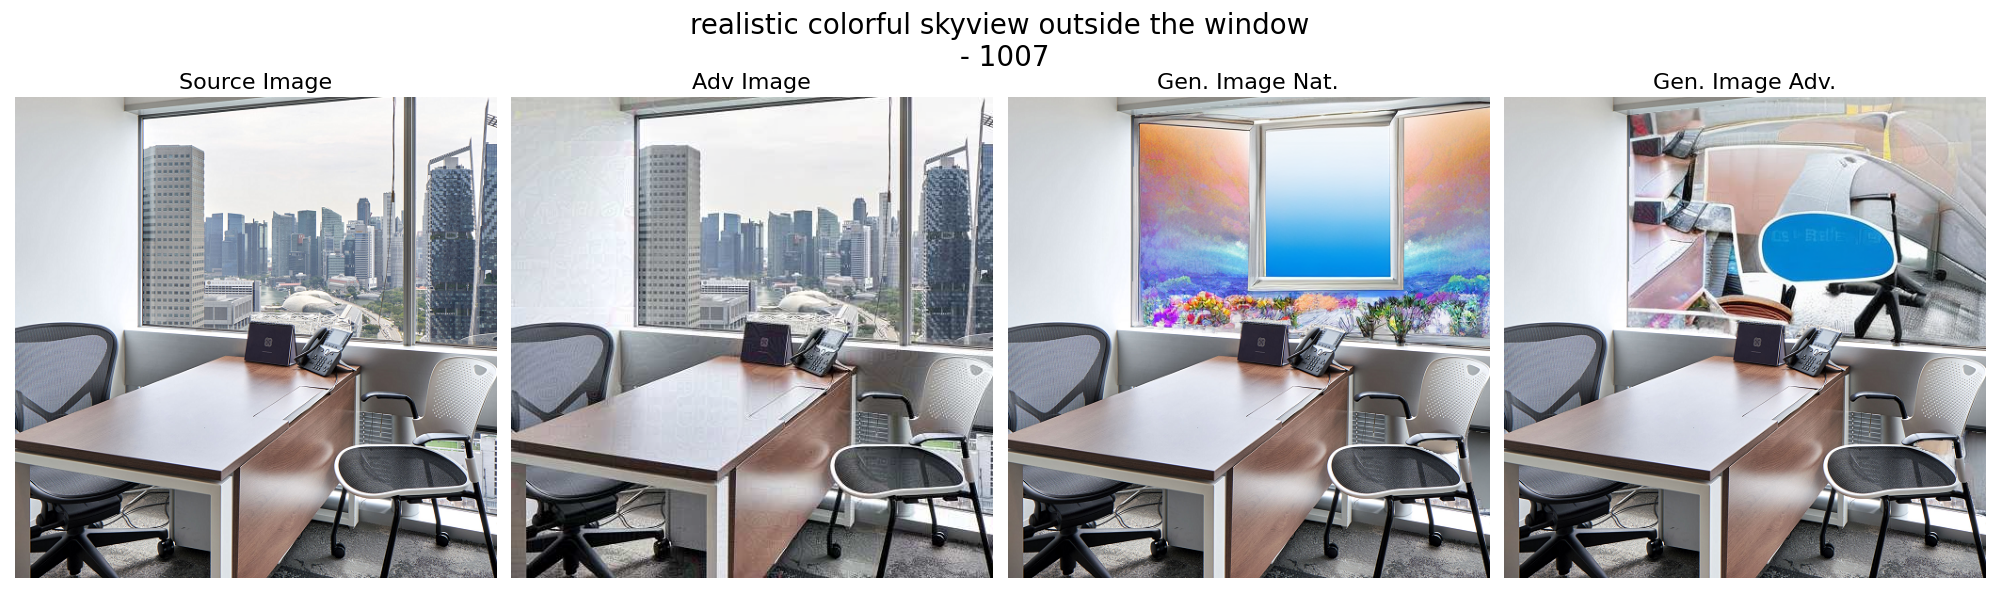 realistic colorful skyview outside the window
- 1007
Source Image
Adv Image
Gen. Image Nat.
Gen. Image Adv.